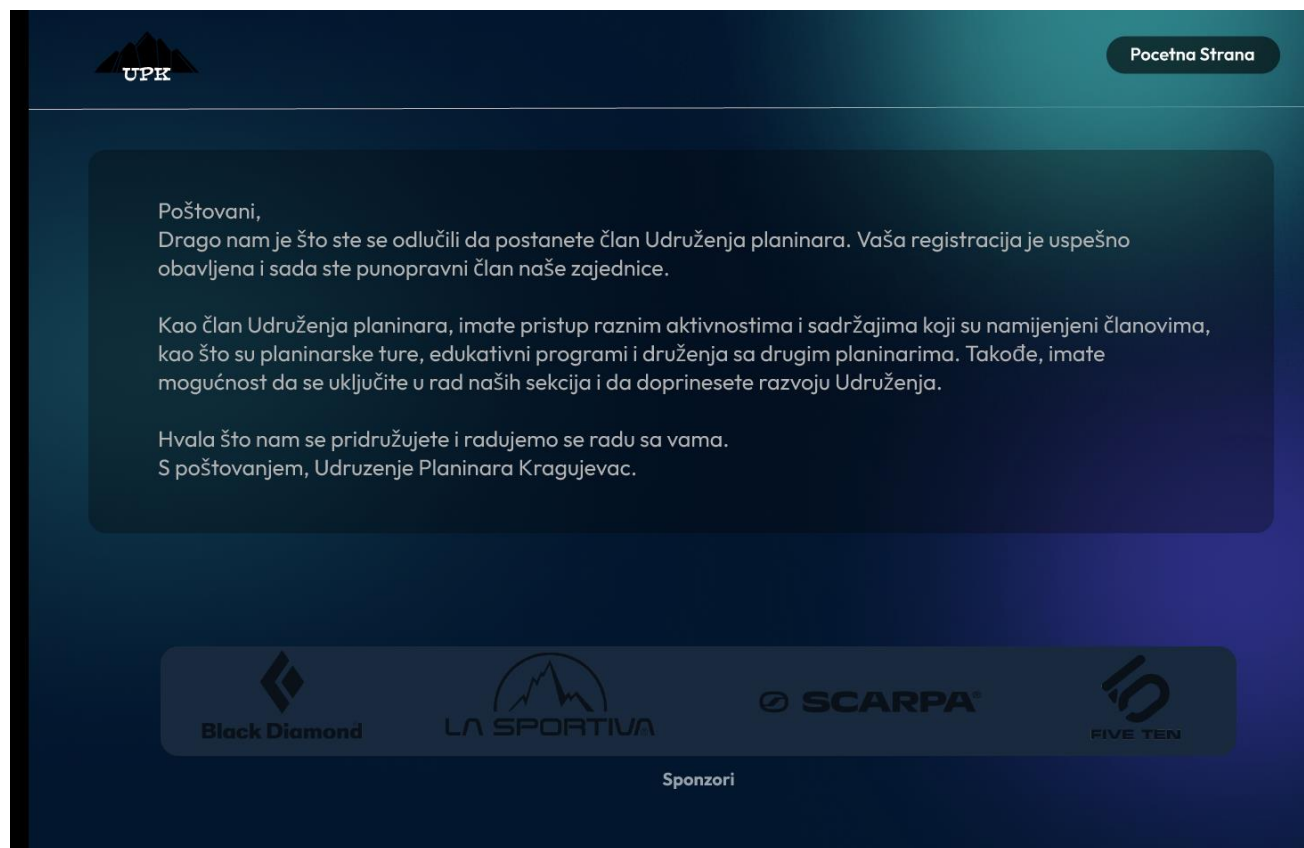 UPK
Pocetna Strana
Poštovani,
Drago nam je što ste se odlučili da postanete član Udruženja planinara. Vaša registracija je uspešno
obavljena i sada ste punopravni član naše zajednice.
Kao član Udruženja planinara, imate pristup raznim aktivnostima i sadržajima koji su namijenjeni članovima,
kao što su planinarske ture, edukativni programi i druženja sa drugim planinarima. Takođe, imate
mogućnost da se uključite u rad naših sekcija i da doprinesete razvoju Udruženja.
Hvala što nam se pridružujete i radujemo se radu sa vama.
S poštovanjem, Udruzenje Planinara Kragujevac.
Black Diamond
LA SPORTIVA
SCARPA®
FIVE TEN
Sponzori